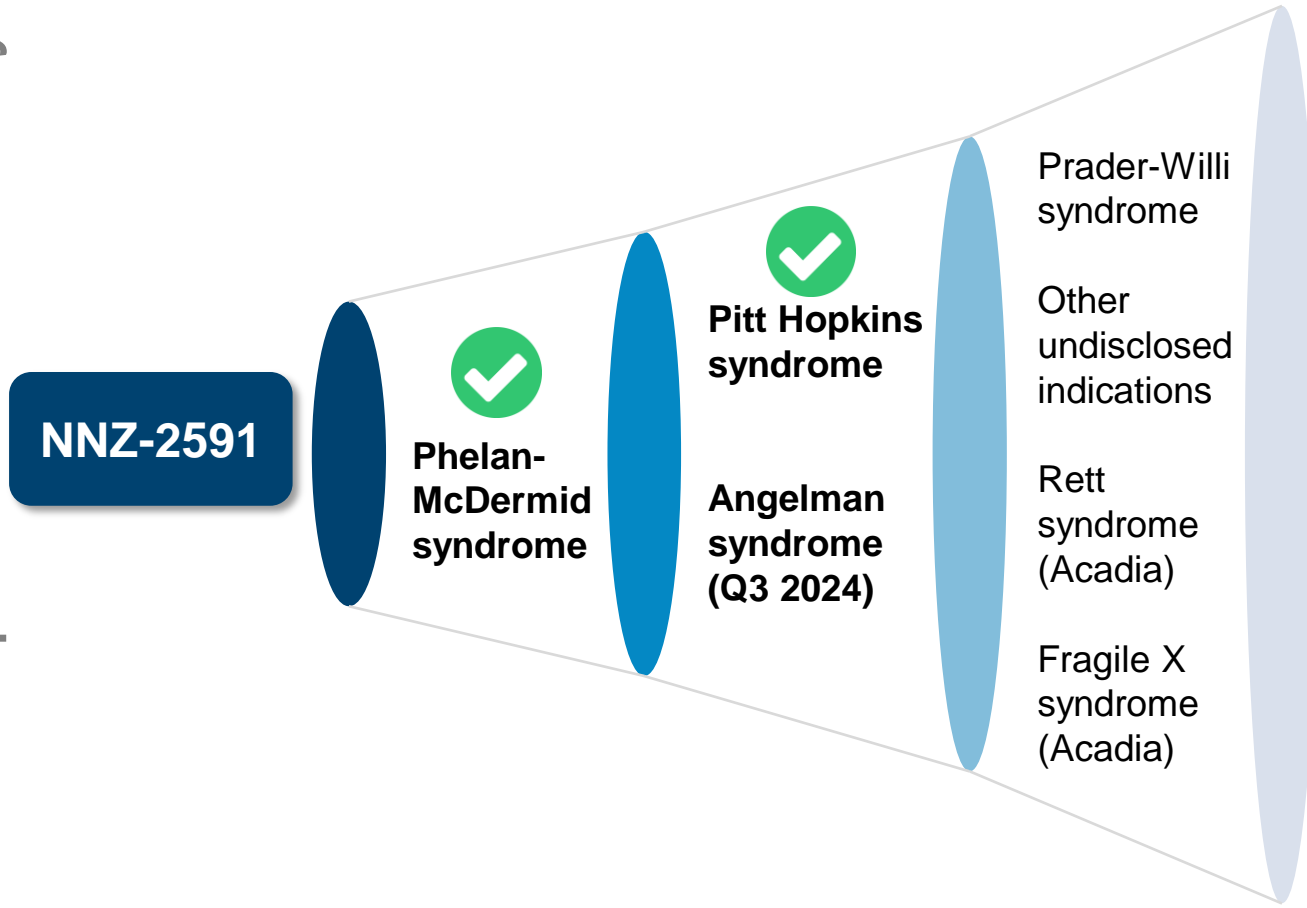 NNZ-2591
Phelan-
McDermid
syndrome
Pitt Hopkins
syndrome
Angelman
syndrome
(Q3 2024)
Prader-Willi
syndrome
Other
undisclosed
indications
Rett
syndrome
(Acadia)
Fragile X
syndrome
(Acadia)